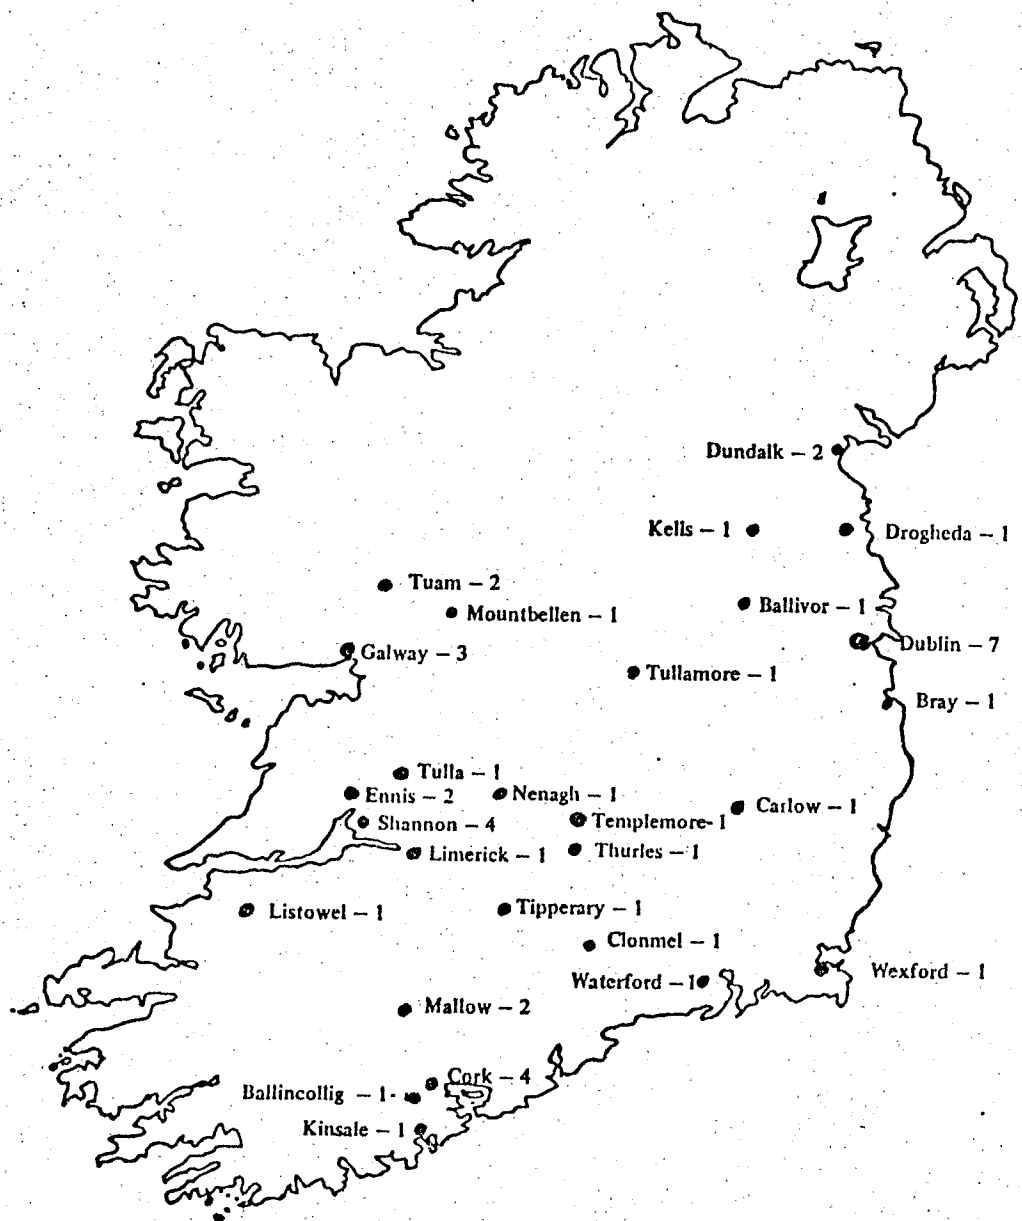 Dundalk – 2
Kells – 1
Drogheda – 1
Tuam – 2
Ballivor – 1
Mountbellen – 1
Dublin – 7
Galway – 3
Tullamore – 1
Bray – 1
Tulla – 1
Ennis – 2
Nenagh – 1
Carlow – 1
Shannon – 4
Templemore- 1
Limerick – 1
Thurles – 1
Listowel – 1
Tipperary – 1
Clonmel – 1
Wexford – 1
Waterford – 1
Mallow – 2
Cork – 4
Ballincollig – 1-
Kinsale – 1